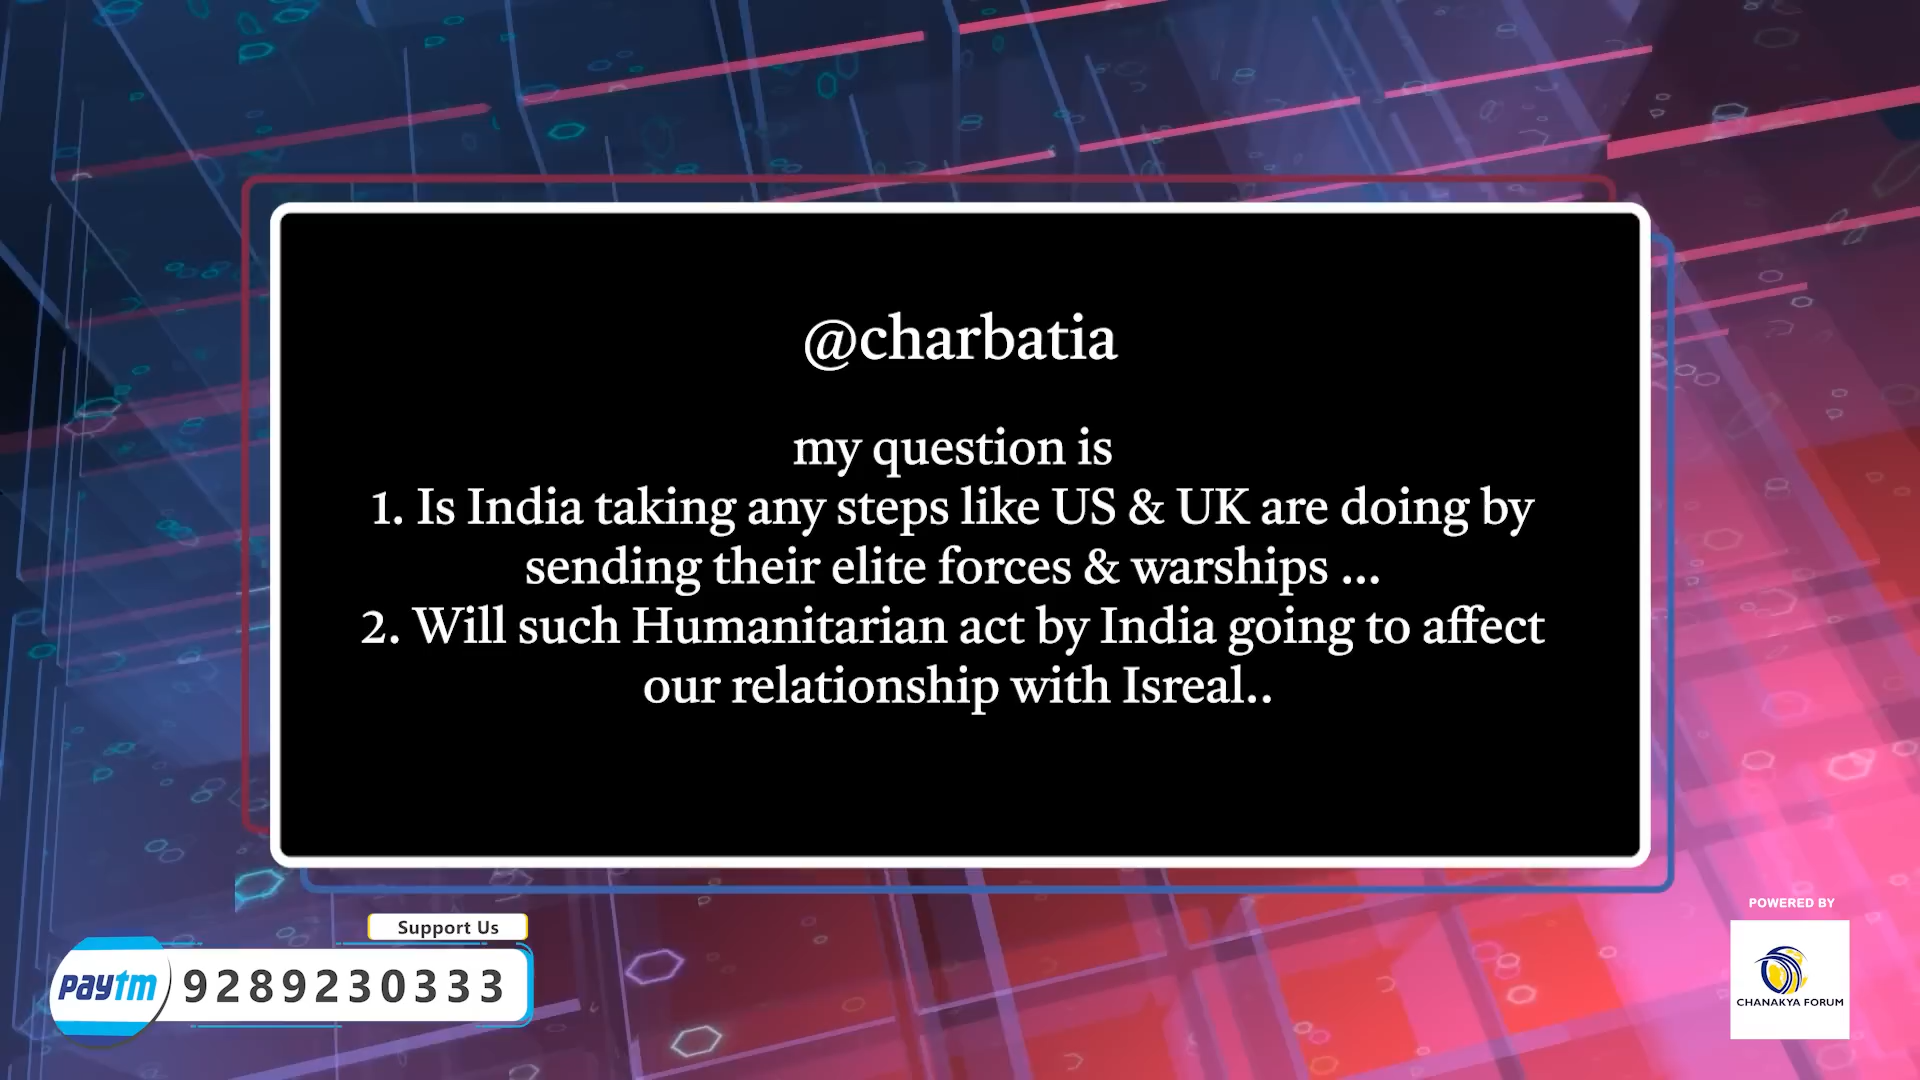 @charbatia
my question is
1. Is India taking any steps like US & UK are doing by
sending their elite forces & warships ...
2. Will such Humanitarian act by India going to affect
our relationship with Isreal..
Support Us
paytm 9289230333
POWERED BY
CHANAKYA FORUM